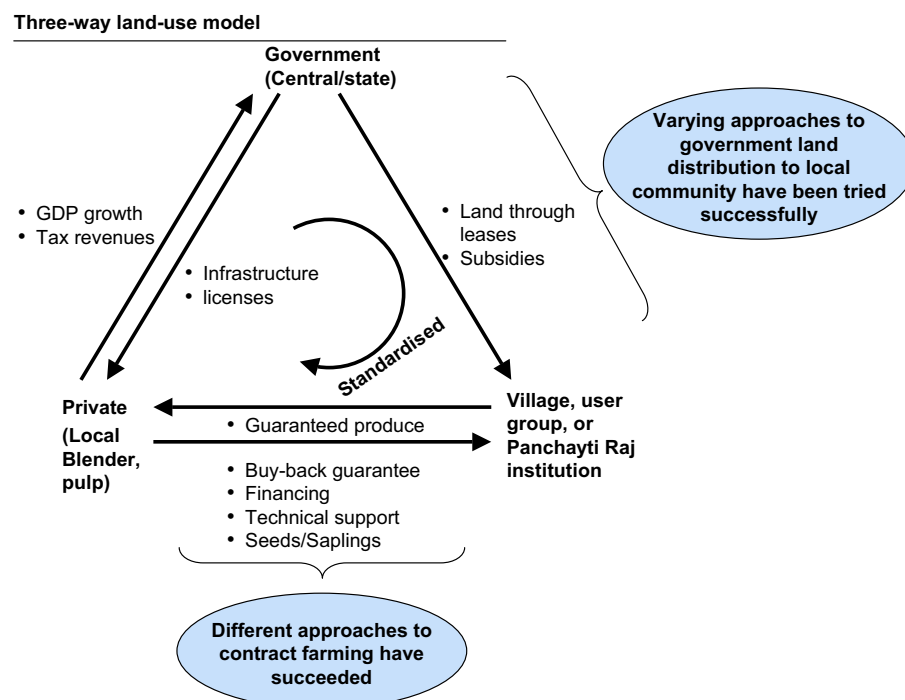 Three-way land-use model
Government
(Central/state)
Varying approaches to
government land
distribution to local
community have been tried
successfully
• GDP growth
• Tax revenues
• Land through
leases
• Subsidies
• Infrastructure
• licenses
Standardised
Private
(Local
Blender,
pulp)
• Guaranteed produce
Village, user
group, or
Panchayti Raj
institution
• Buy-back guarantee
• Financing
• Technical support
• Seeds/Saplings
Different approaches to
contract farming have
succeeded